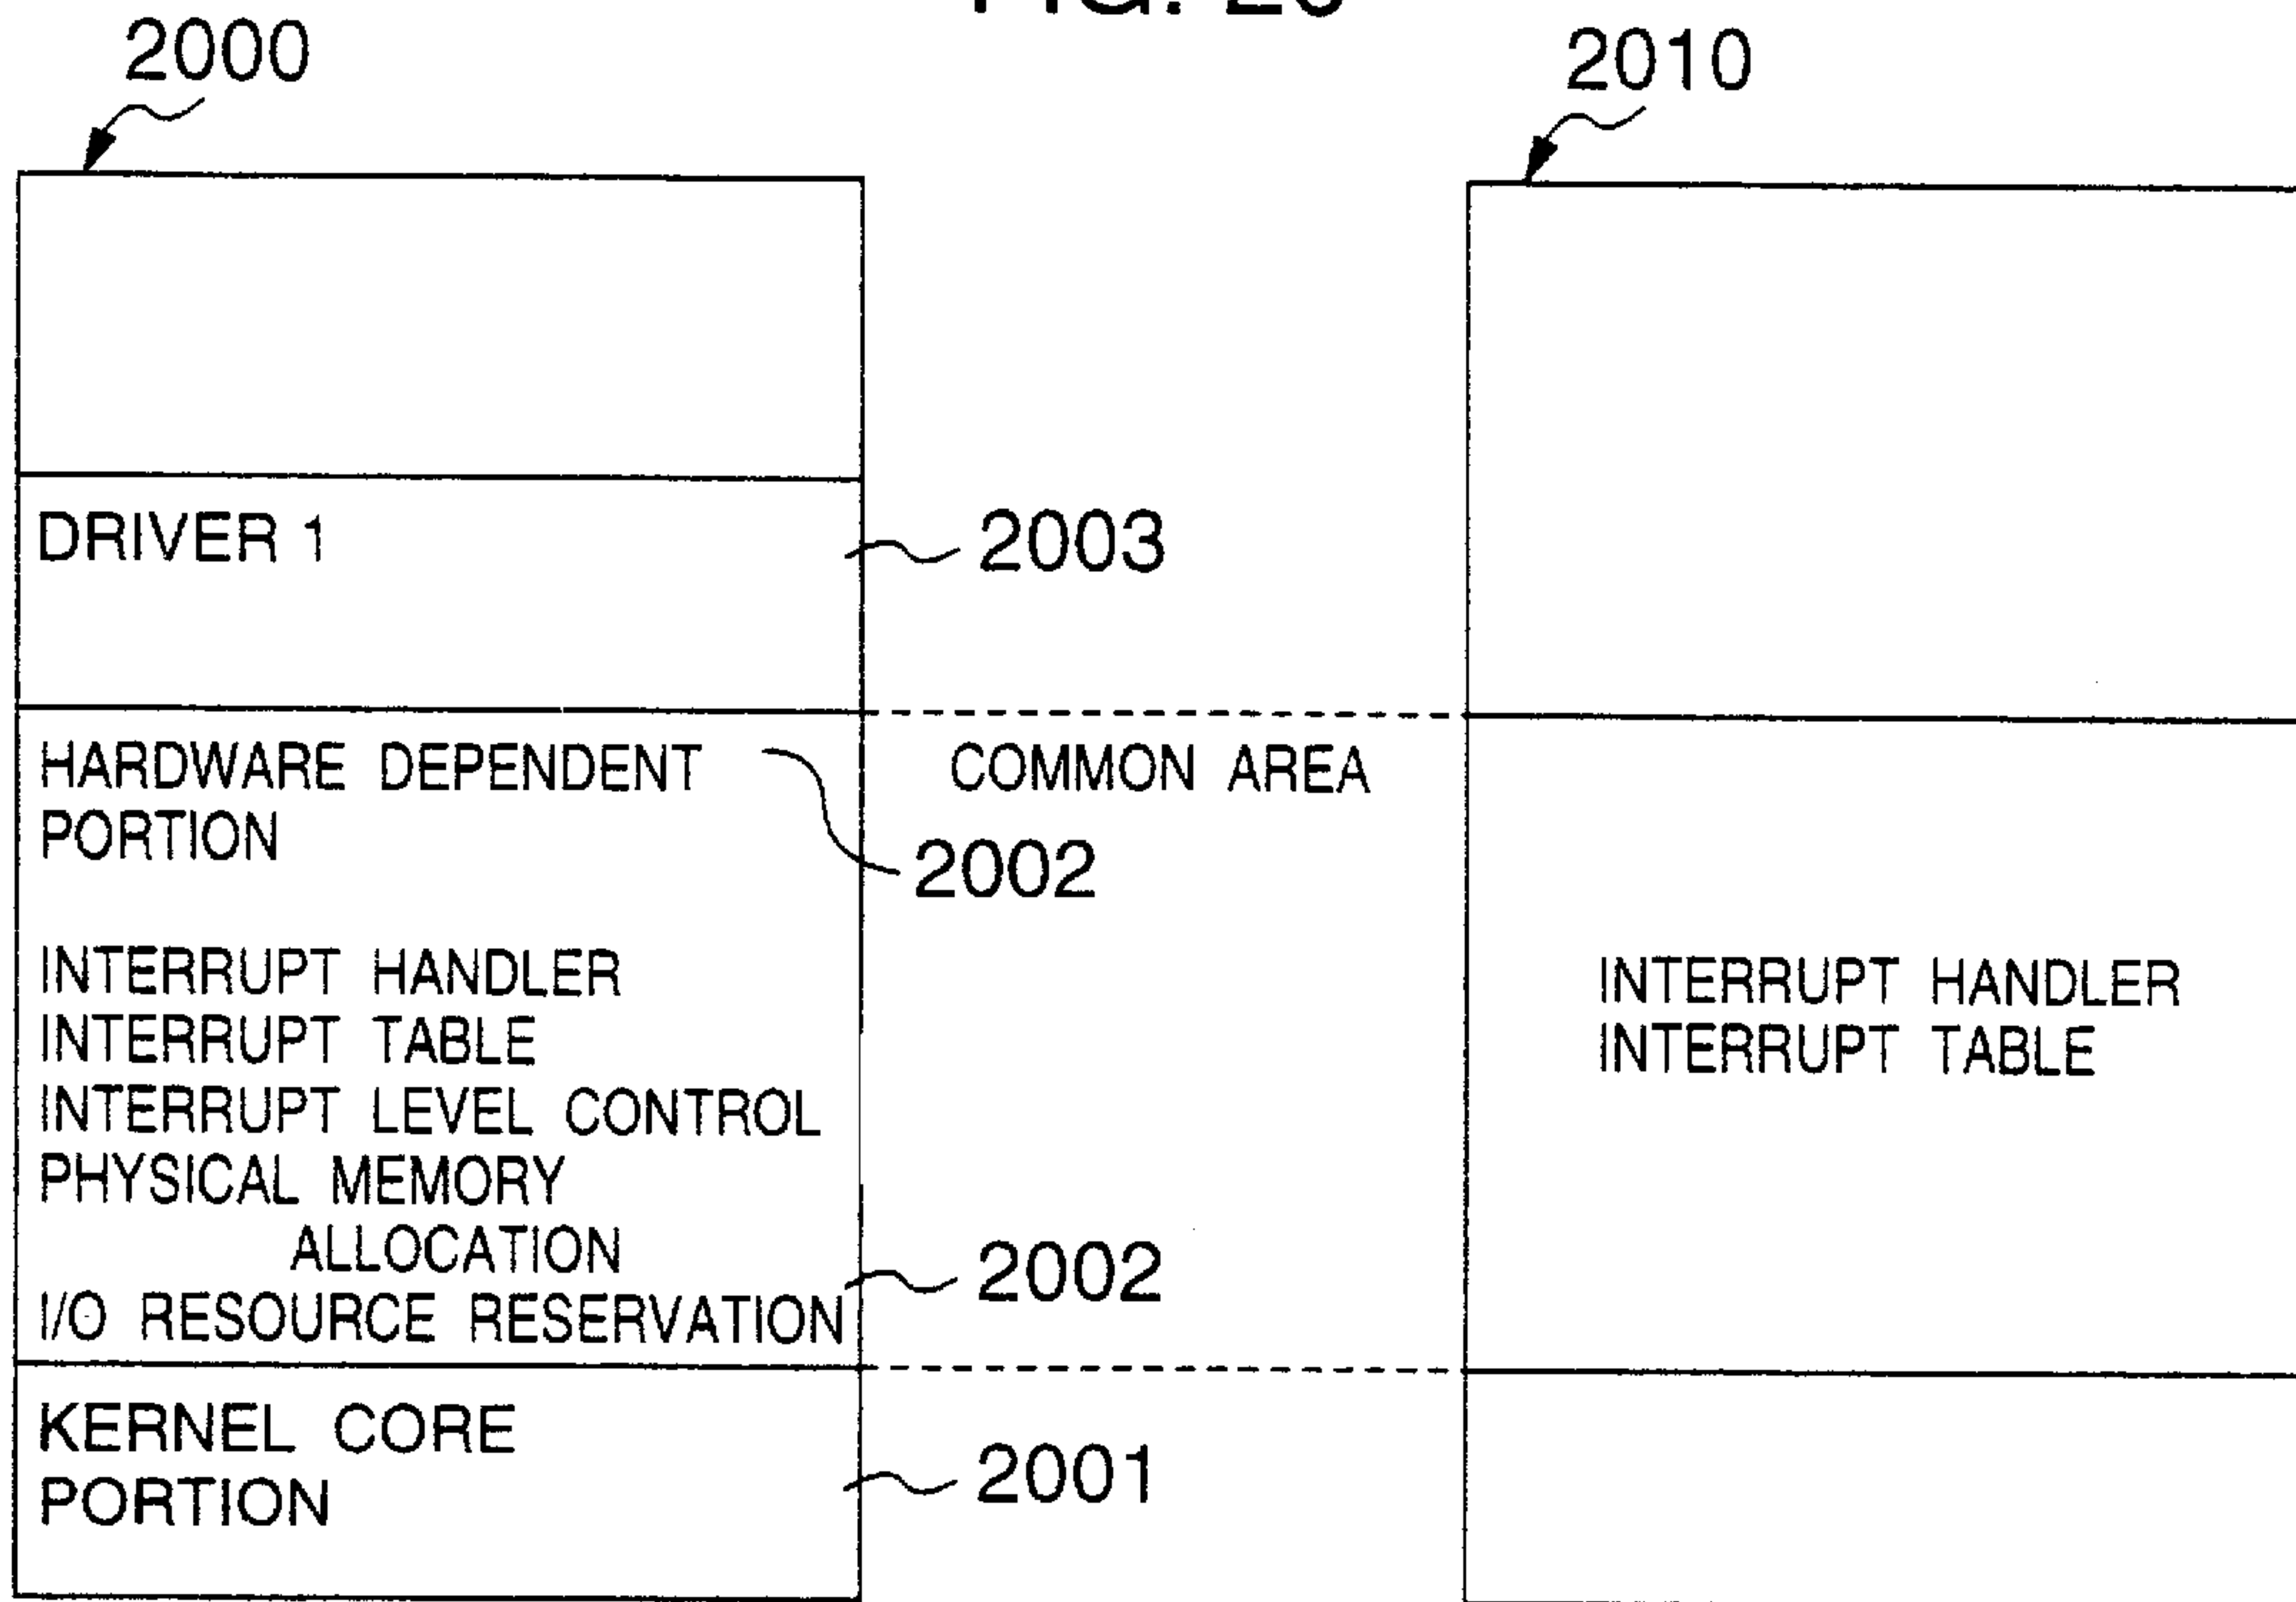 2000
2010
DRIVER 1
2003
HARDWARE DEPENDENT
PORTION
COMMON AREA
2002
INTERRUPT HANDLER
INTERRUPT TABLE
INTERRUPT LEVEL CONTROL
PHYSICAL MEMORY
ALLOCATION
I/O RESOURCE RESERVATION
2002
INTERRUPT HANDLER
INTERRUPT TABLE
KERNEL CORE
PORTION
2001